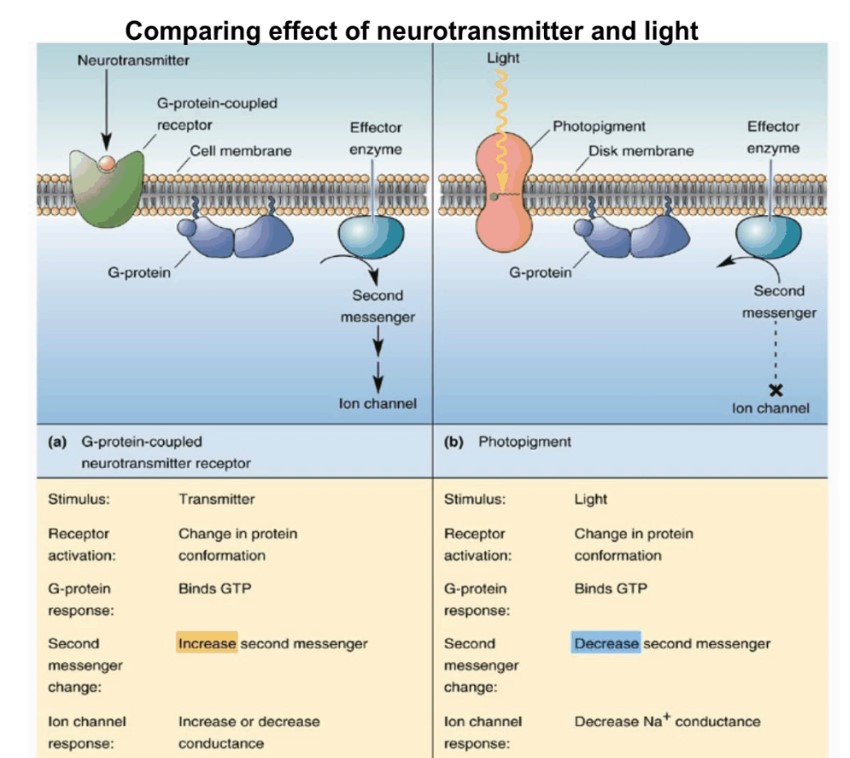 Comparing effect of neurotransmitter and light
Neurotransmitter
G-protein-coupled
receptor
Cell membrane
Effector
enzyme
G-protein
Second
messenger
Ion channel
Light
Photopigment
Disk membrane
Effector
enzyme
G-protein
Second
messenger
Ion channel
(a) G-protein-coupled
neurotransmitter receptor
Stimulus: Transmitter
Receptor Change in protein
activation: conformation
G-protein Binds GTP
response:
Second Increase second messenger
messenger
change:
Ion channel Increase or decrease
response: conductance
(b) Photopigment
Stimulus: Light
Receptor Change in protein
activation: conformation
G-protein Binds GTP
response:
Second Decrease second messenger
messenger
change:
Ion channel Decrease Na⁺ conductance
response: